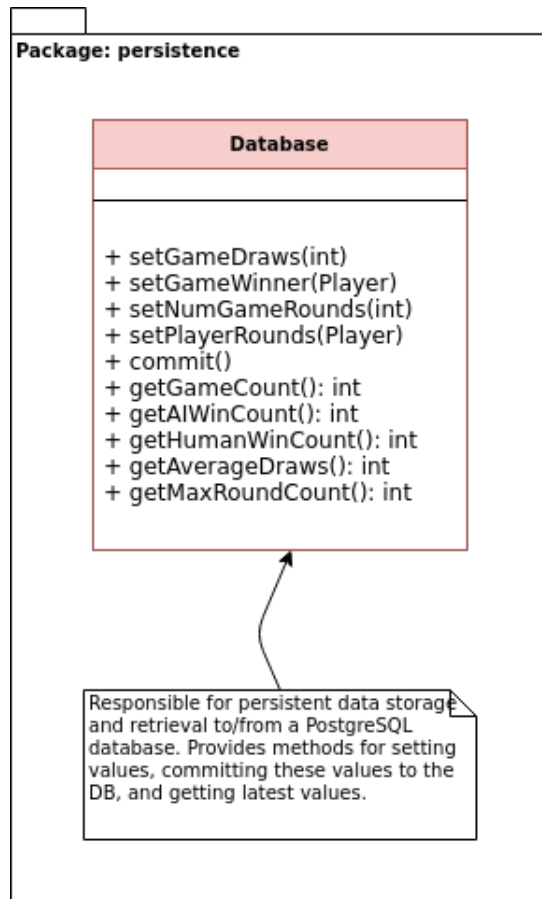 Package: persistence
Database
+ setGameDraws(int)
+ setGameWinner(Player)
+ setNumGameRounds(int)
+ setPlayerRounds(Player)
+ commit()
+ getGameCount(): int
+ getAIWinCount(): int
+ getHumanWinCount(): int
+ getAverageDraws(): int
+ getMaxRoundCount(): int
Responsible for persistent data storage
and retrieval to/from a PostgreSQL
database. Provides methods for setting
values, committing these values to the
DB, and getting latest values.